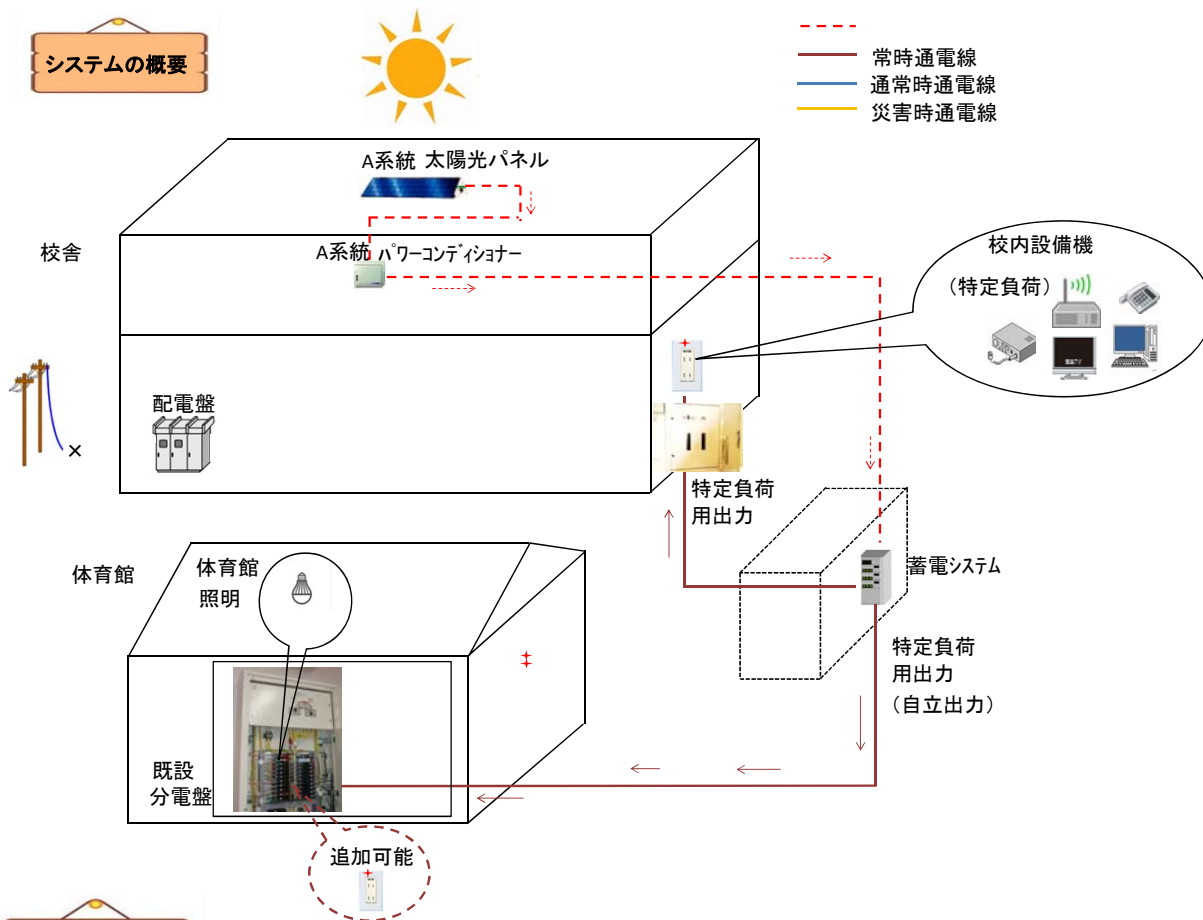 システムの概要
常時通電線
通常時通電線
災害時通電線
A系統 太陽光パネル
校舎
A系統 パワーコンディショナー
校内設備機
(特定負荷)
配電盤
×
特定負荷
用出力
蓄電システム
体育館
体育館
照明
特定負荷
用出力
(自立出力)
既設
分電盤
追加可能